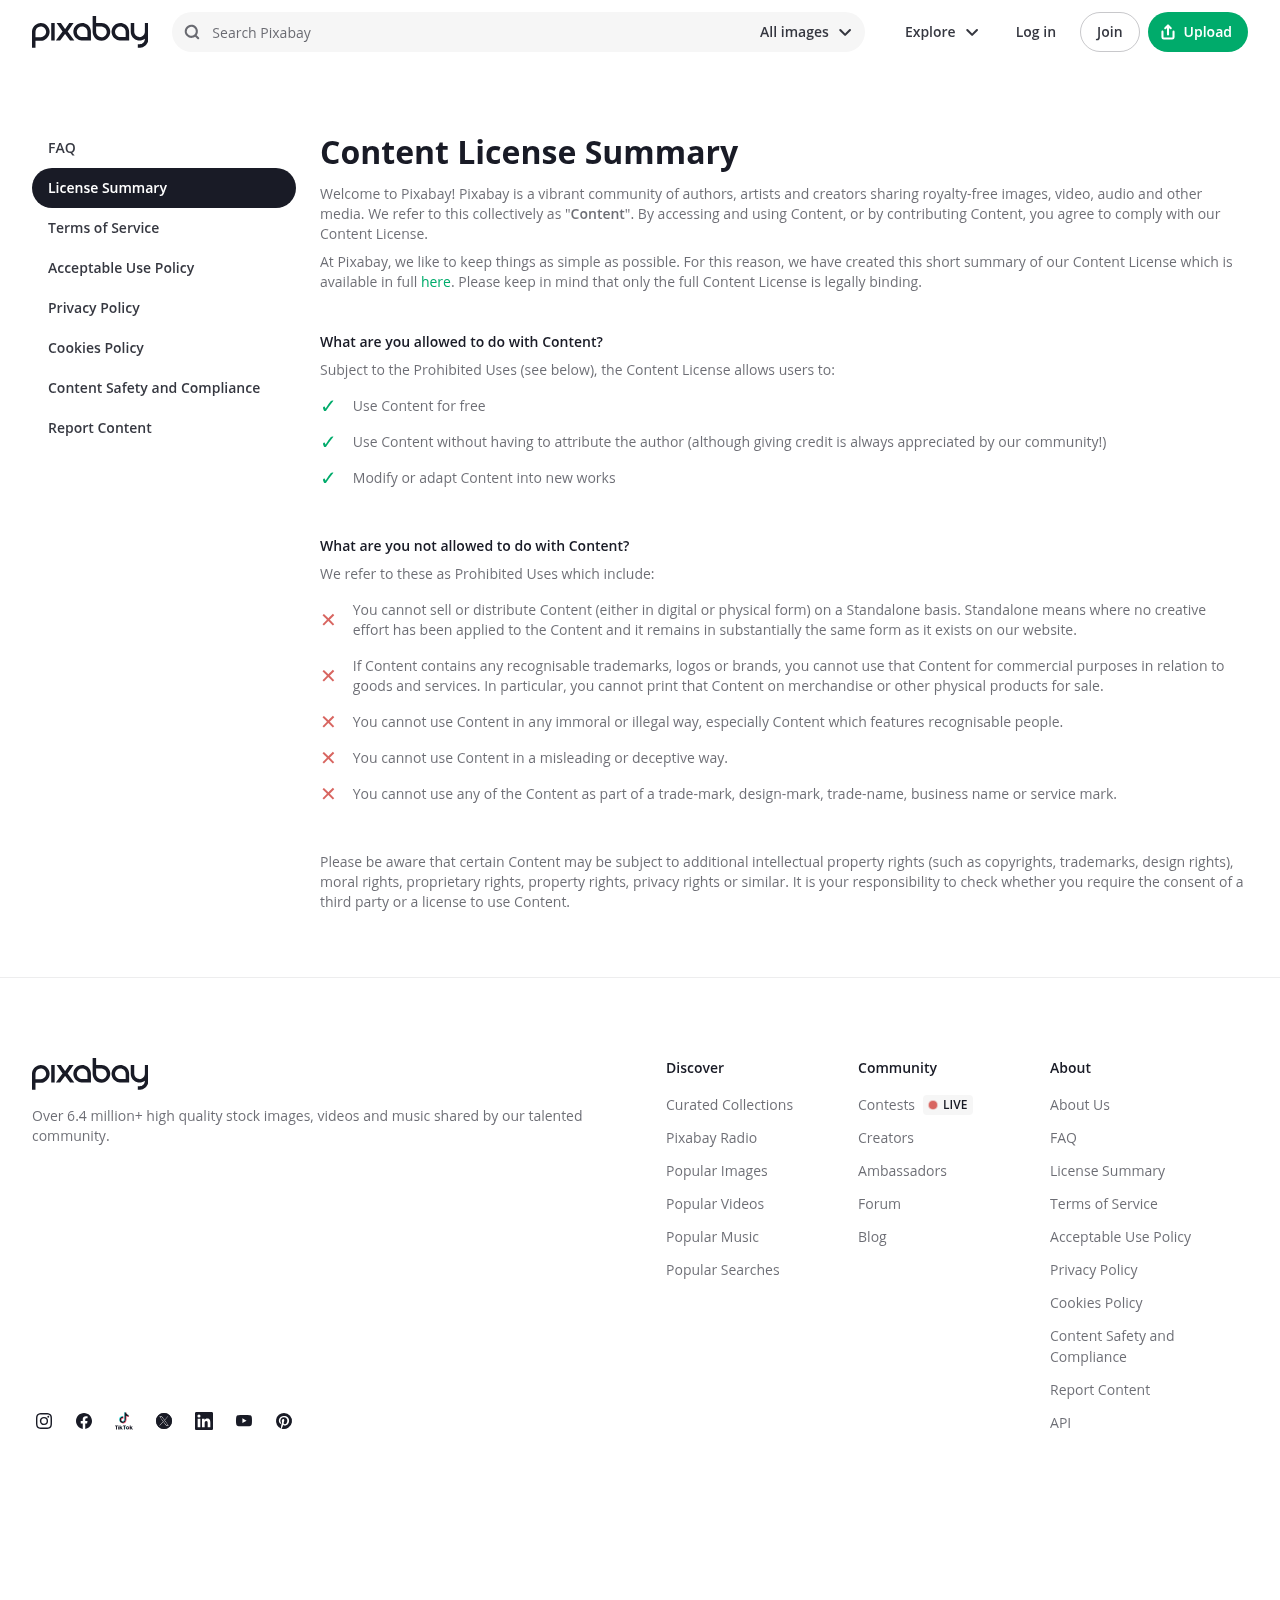 pixabay
Search Pixabay
All images
Explore
Log in
Join
Upload
FAQ
License Summary
Terms of Service
Acceptable Use Policy
Privacy Policy
Cookies Policy
Content Safety and Compliance
Report Content
Content License Summary
Welcome to Pixabay! Pixabay is a vibrant community of authors, artists and creators sharing royalty-free images, video, audio and other
media. We refer to this collectively as "Content". By accessing and using Content, or by contributing Content, you agree to comply with our
Content License.
At Pixabay, we like to keep things as simple as possible. For this reason, we have created this short summary of our Content License which is
available in full here. Please keep in mind that only the full Content License is legally binding.
What are you allowed to do with Content?
Subject to the Prohibited Uses (see below), the Content License allows users to:
✓ Use Content for free
✓ Use Content without having to attribute the author (although giving credit is always appreciated by our community!)
✓ Modify or adapt Content into new works
What are you not allowed to do with Content?
We refer to these as Prohibited Uses which include:
✕ You cannot sell or distribute Content (either in digital or physical form) on a Standalone basis. Standalone means where no creative
effort has been applied to the Content and it remains in substantially the same form as it exists on our website.
✕ If Content contains any recognisable trademarks, logos or brands, you cannot use that Content for commercial purposes in relation to
goods and services. In particular, you cannot print that Content on merchandise or other physical products for sale.
✕ You cannot use Content in any immoral or illegal way, especially Content which features recognisable people.
✕ You cannot use Content in a misleading or deceptive way.
✕ You cannot use any of the Content as part of a trade-mark, design-mark, trade-name, business name or service mark.
Please be aware that certain Content may be subject to additional intellectual property rights (such as copyrights, trademarks, design rights),
moral rights, proprietary rights, property rights, privacy rights or similar. It is your responsibility to check whether you require the consent of a
third party or a license to use Content.
pixabay
Over 6.4 million+ high quality stock images, videos and music shared by our talented
community.
TikTok
Discover
Curated Collections
Pixabay Radio
Popular Images
Popular Videos
Popular Music
Popular Searches
Community
Contests LIVE
Creators
Ambassadors
Forum
Blog
About
About Us
FAQ
License Summary
Terms of Service
Acceptable Use Policy
Privacy Policy
Cookies Policy
Content Safety and
Compliance
Report Content
API